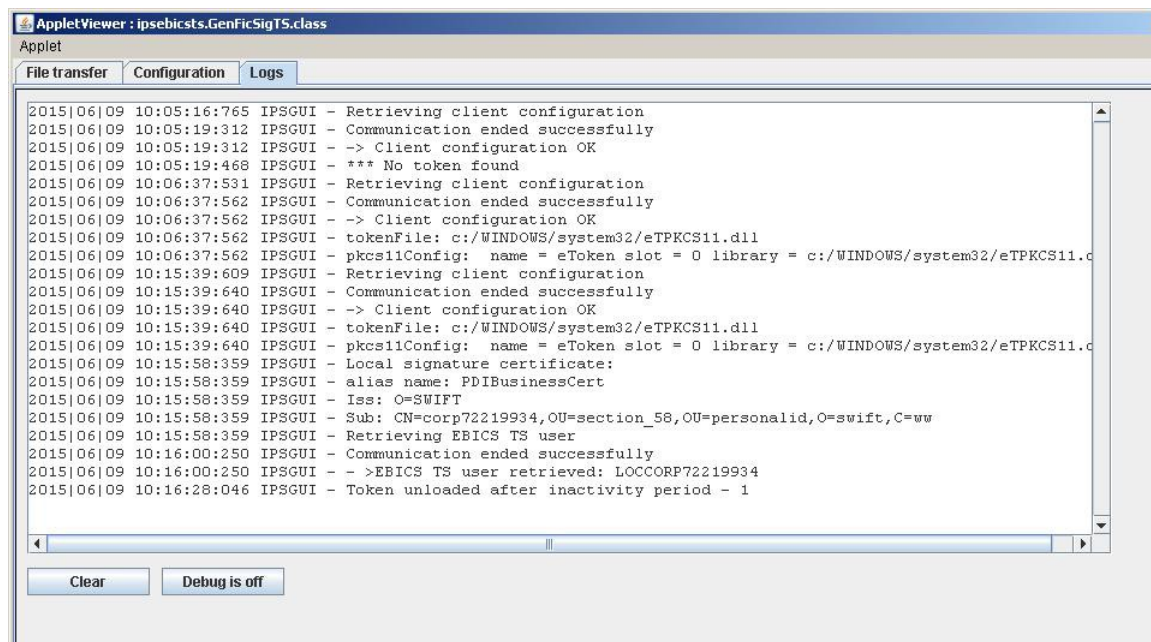 AppletViewer : ipsebicsts.GenFicSigTS.class
Applet
File transfer Configuration Logs
2015|06|09 10:05:16:765 IPSGUI - Retrieving client configuration
2015|06|09 10:05:19:312 IPSGUI - Communication ended successfully
2015|06|09 10:05:19:312 IPSGUI - -> Client configuration OK
2015|06|09 10:05:19:468 IPSGUI - *** No token found
2015|06|09 10:06:37:531 IPSGUI - Retrieving client configuration
2015|06|09 10:06:37:562 IPSGUI - Communication ended successfully
2015|06|09 10:06:37:562 IPSGUI - -> Client configuration OK
2015|06|09 10:06:37:562 IPSGUI - tokenFile: c:/WINDOWS/system32/eTPKCS11.dll
2015|06|09 10:06:37:562 IPSGUI - pkcs11Config:  name = eToken slot = 0 library = c:/WINDOWS/system32/eTPKCS11.d
2015|06|09 10:15:39:609 IPSGUI - Retrieving client configuration
2015|06|09 10:15:39:640 IPSGUI - Communication ended successfully
2015|06|09 10:15:39:640 IPSGUI - -> Client configuration OK
2015|06|09 10:15:39:640 IPSGUI - tokenFile: c:/WINDOWS/system32/eTPKCS11.dll
2015|06|09 10:15:39:640 IPSGUI - pkcs11Config:  name = eToken slot = 0 library = c:/WINDOWS/system32/eTPKCS11.d
2015|06|09 10:15:58:359 IPSGUI - Local signature certificate:
2015|06|09 10:15:58:359 IPSGUI - alias name: PDIBusinessCert
2015|06|09 10:15:58:359 IPSGUI - Iss: O=SWIFT
2015|06|09 10:15:58:359 IPSGUI - Sub: CN=corp72219934,OU=section_58,OU=personalid,O=swift,C=ww
2015|06|09 10:15:58:359 IPSGUI - Retrieving EBICS TS user
2015|06|09 10:16:00:250 IPSGUI - Communication ended successfully
2015|06|09 10:16:00:250 IPSGUI - - >EBICS TS user retrieved: LOCCORP72219934
2015|06|09 10:16:28:046 IPSGUI - Token unloaded after inactivity period - 1
Clear Debug is off